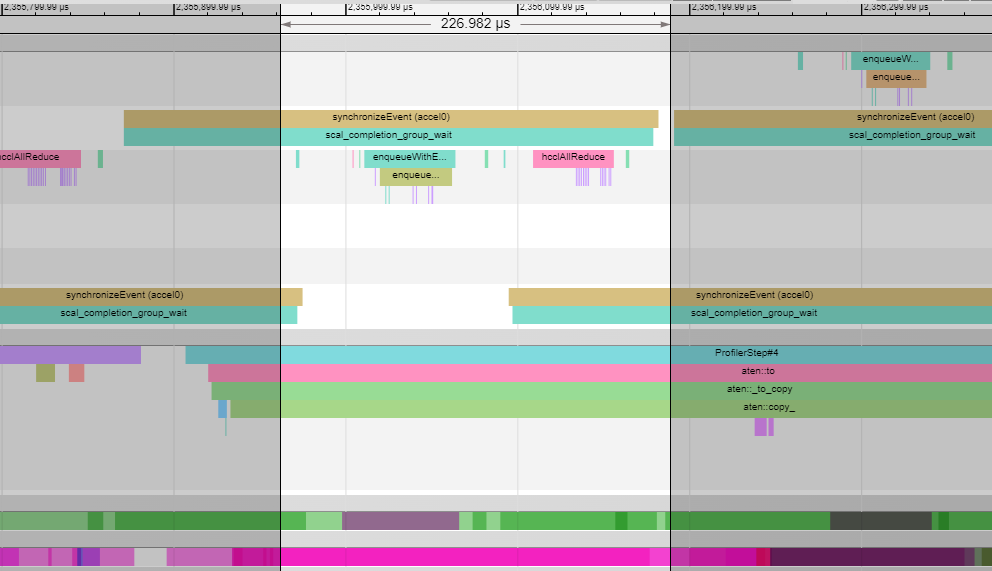 2,355,799.99 µs 2,355,899.99 µs 2,355,999.99 µs 2,356,099.99 µs 2,356,199.99 µs 2,356,299.99 µs
226.982 µs
enqueueW...
enqueue...
synchronizeEvent (accel0) synchronizeEvent (accel0)
scal_completion_group_wait scal_completion_group_wait
hcclAllReduce enqueueWithE... hcclAllReduce
enqueue...
synchronizeEvent (accel0) synchronizeEvent (accel0)
scal_completion_group_wait scal_completion_group_wait
ProfilerStep#4
aten::to
aten::_to_copy
aten::copy_